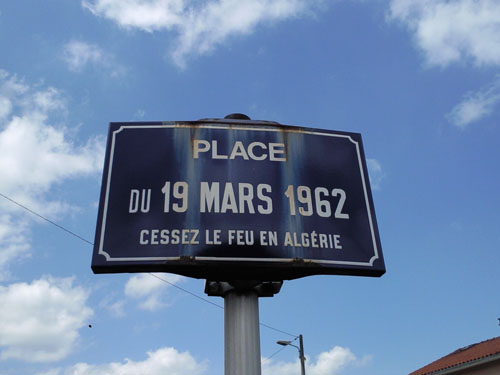 PLACE
DU 19 MARS 1962
CESSEZ LE FEU EN ALGÉRIE